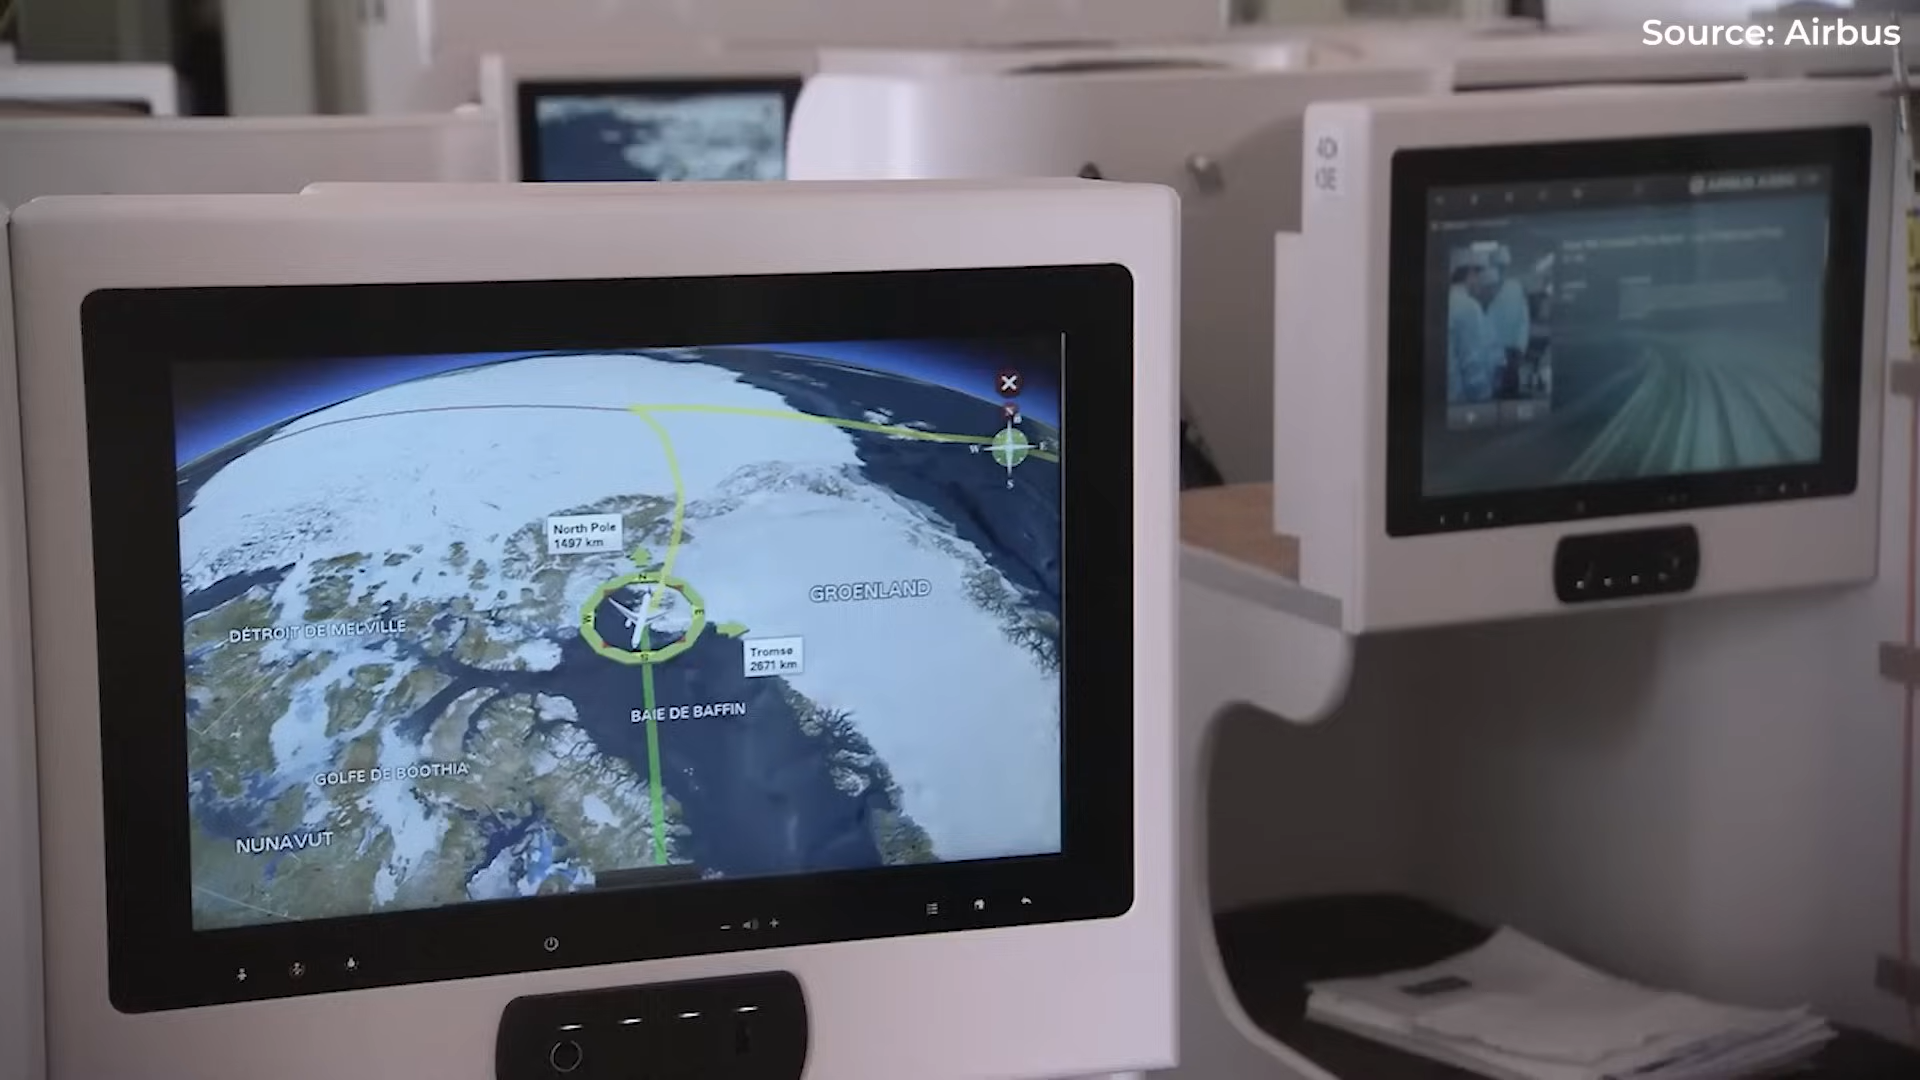 Source: Airbus
North Pole
1497 km
GROENLAND
DÉTROIT DE MELVILLE
Tromsø
2671 km
BAIE DE BAFFIN
GOLFE DE BOOTHIA
NUNAVUT
N
W
E
S
W
E
S